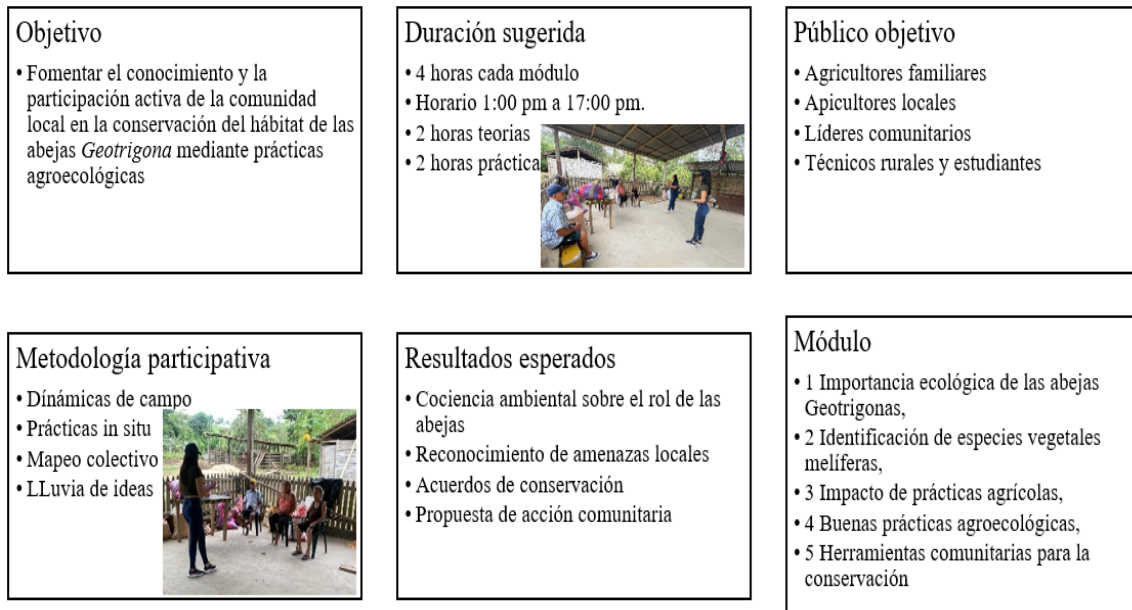 Objetivo
• Fomentar el conocimiento y la
participación activa de la comunidad
local en la conservación del hábitat de las
abejas Geotrigona mediante prácticas
agroecológicas
Duración sugerida
• 4 horas cada módulo
• Horario 1:00 pm a 17:00 pm.
• 2 horas teorias
• 2 horas práctica
Público objetivo
• Agricultores familiares
• Apicultores locales
• Líderes comunitarios
• Técnicos rurales y estudiantes
Metodología participativa
• Dínámicas de campo
• Prácticas in situ
• Mapeo colectivo
• LLuvia de ideas
Resultados esperados
• Cociencia ambiental sobre el rol de las
abejas
• Reconocimiento de amenazas locales
• Acuerdos de conservación
• Propuesta de acción comunitaria
Módulo
• 1 Importancia ecológica de las abejas
Geotrigonas,
• 2 Identificación de especies vegetales
melíferas,
• 3 Impacto de prácticas agrícolas,
• 4 Buenas prácticas agroecológicas,
• 5 Herramientas comunitarias para la
conservación